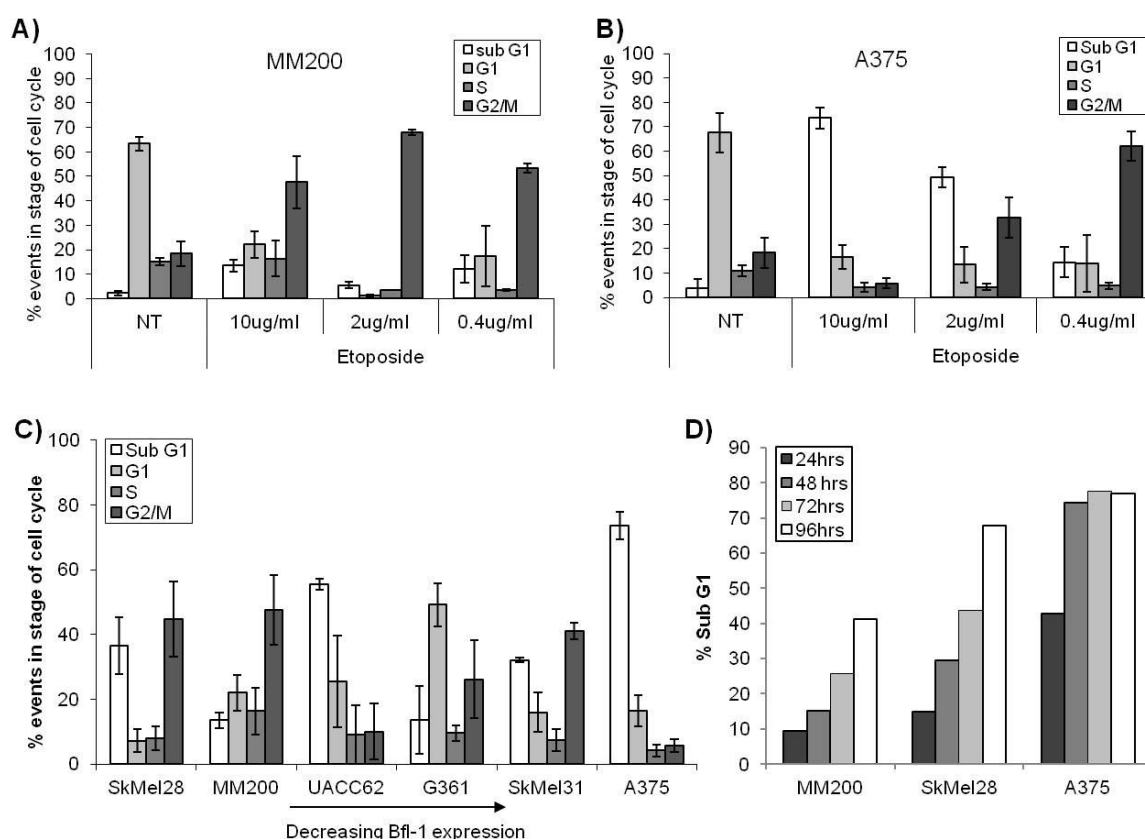 A)
MM200
% events in stage of cell cycle
100
90
80
70
60
50
40
30
20
10
0
sub G1
G1
S
G2/M
NT
10ug/ml
2ug/ml
0.4ug/ml
Etoposide
B)
A375
% events in stage of cell cycle
100
90
80
70
60
50
40
30
20
10
0
Sub G1
G1
S
G2/M
NT
10ug/ml
2ug/ml
0.4ug/ml
Etoposide
C)
% events in stage of cell cycle
100
80
60
40
20
0
Sub G1
G1
S
G2/M
SkMel28
MM200
UACC62
G361
SkMel31
A375
Decreasing Bfl-1 expression
D)
% Sub G1
90
80
70
60
50
40
30
20
10
0
24hrs
48 hrs
72hrs
96hrs
MM200
SkMel28
A375